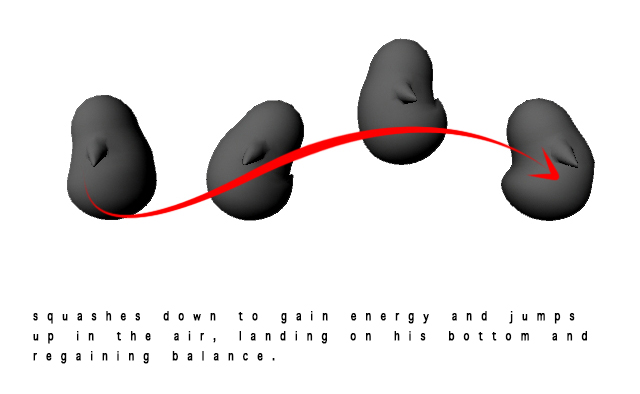 squashes down to gain energy and jumps
up in the air, landing on his bottom and
regaining balance.